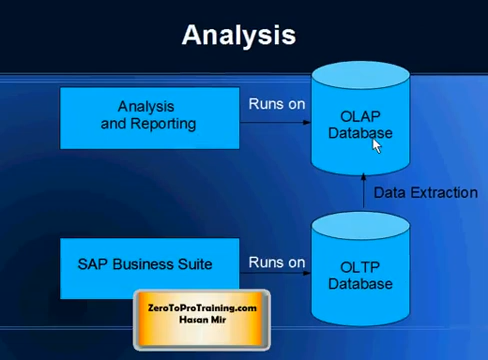 Analysis
Analysis
and Reporting
Runs on
OLAP
Database
Data Extraction
SAP Business Suite
Runs on
OLTP
Database
ZeroToProTraining.com
Hasan Mir